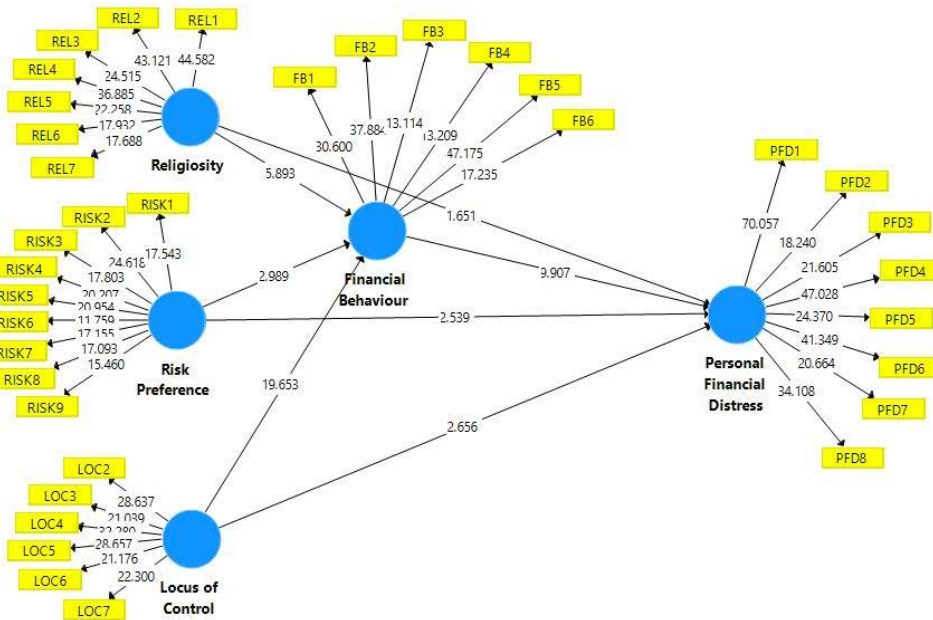 REL1
REL2
REL3
REL4
REL5
REL6
REL7
44.582
43.121
24.515
36.885
22.258
17.932
17.688
Religiosity
FB1
FB2
FB3
FB4
FB5
FB6
30.600
37.884
13.114
13.209
47.175
17.235
Financial
Behaviour
5.893
1.651
RISK1
RISK2
RISK3
RISK4
RISK5
RISK6
RISK7
RISK8
RISK9
17.543
24.618
17.803
20.207
20.954
11.759
17.155
17.093
15.460
Risk
Preference
2.989
2.539
9.907
PFD1
PFD2
PFD3
PFD4
PFD5
PFD6
PFD7
PFD8
70.057
18.240
21.605
47.028
24.370
41.349
20.664
34.108
Personal
Financial
Distress
19.653
2.656
LOC2
LOC3
LOC4
LOC5
LOC6
LOC7
28.637
21.039
32.280
28.657
21.176
22.300
Locus of
Control